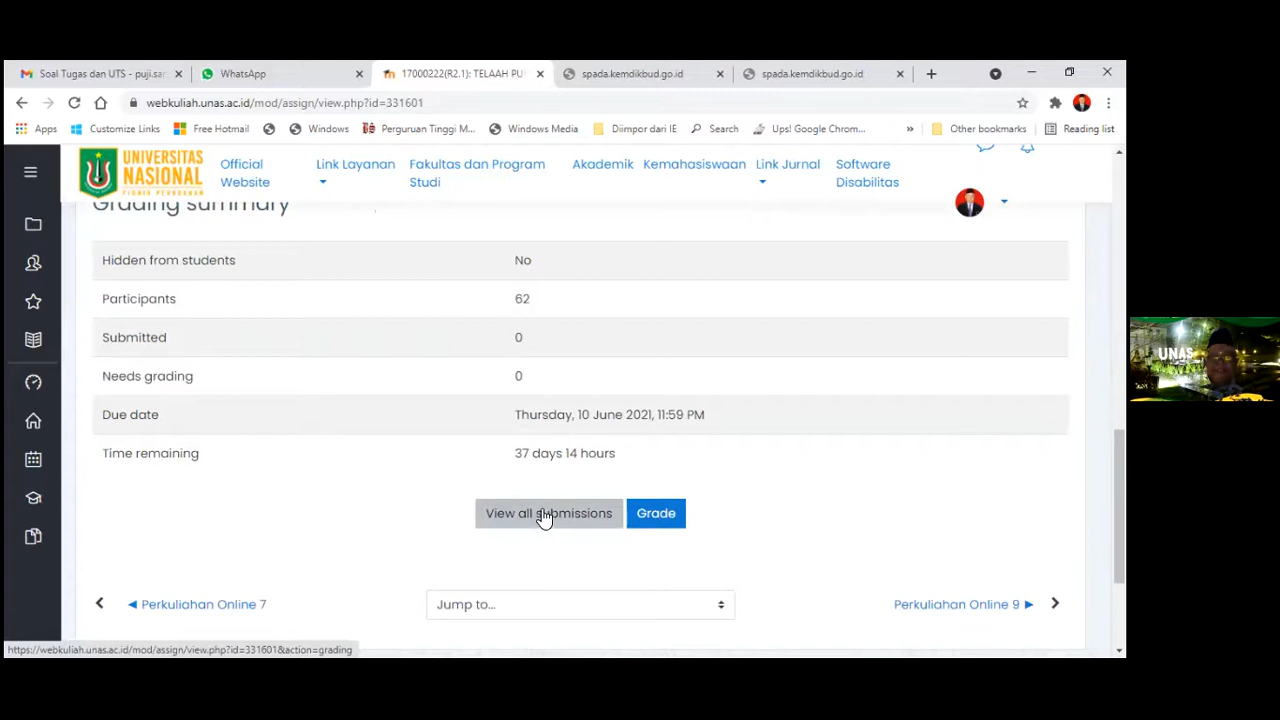 Soal Tugas dan UTS - puji.sar
WhatsApp
17000222(R2.1): TELAAH PU
spada.kemdikbud.go.id
spada.kemdikbud.go.id
webkuliah.unas.ac.id/mod/assign/view.php?id=331601
Apps
Customize Links
Free Hotmail
Windows
Perguruan Tinggi M...
Windows Media
Diimpor dari IE
Search
Ups! Google Chrom...
»
Other bookmarks
Reading list
UNIVERSITAS
NASIONAL
PIONIR PERUBAHAN
Official
Website
Link Layanan
Fakultas dan Program
Studi
Akademik
Kemahasiswaan
Link Jurnal
Software
Disabilitas
Grading summary
Hidden from students No
Participants 62
Submitted 0
Needs grading 0
Due date Thursday, 10 June 2021, 11:59 PM
Time remaining 37 days 14 hours
View all submissions
Grade
◄ Perkuliahan Online 7
Jump to...
Perkuliahan Online 9 ►
https://webkuliah.unas.ac.id/mod/assign/view.php?id=331601&action=grading
UNAS